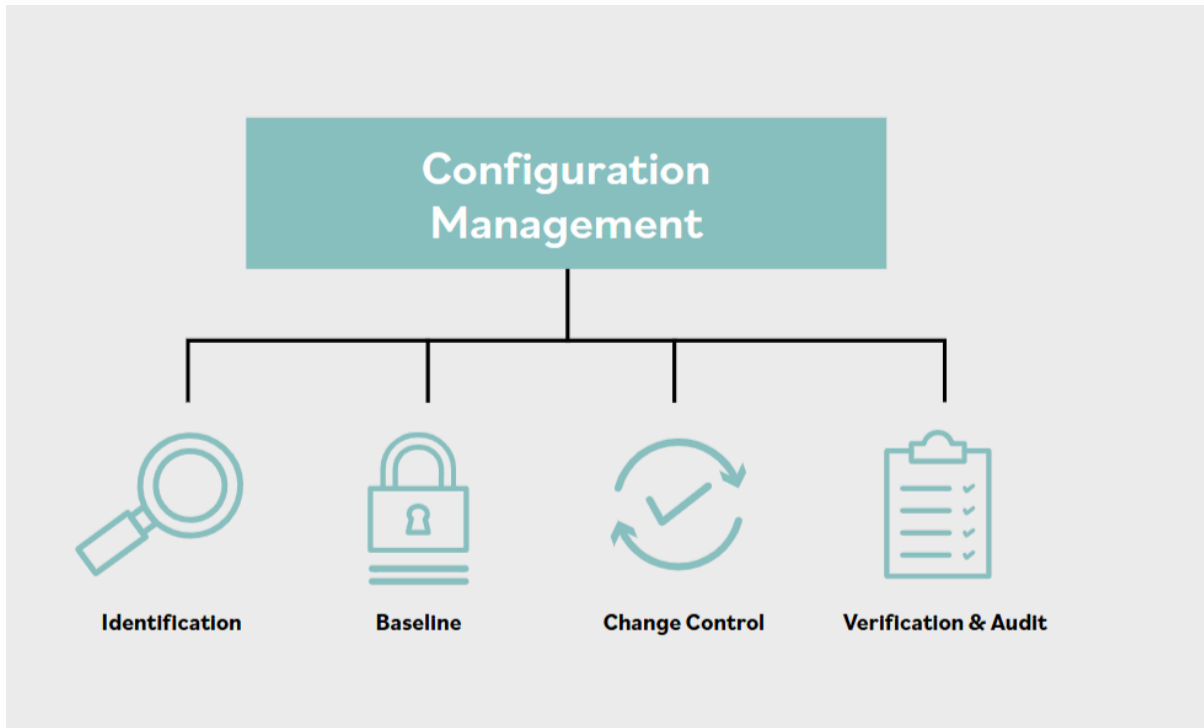 Configuration
Management
Identification
Baseline
Change Control
Verification & Audit